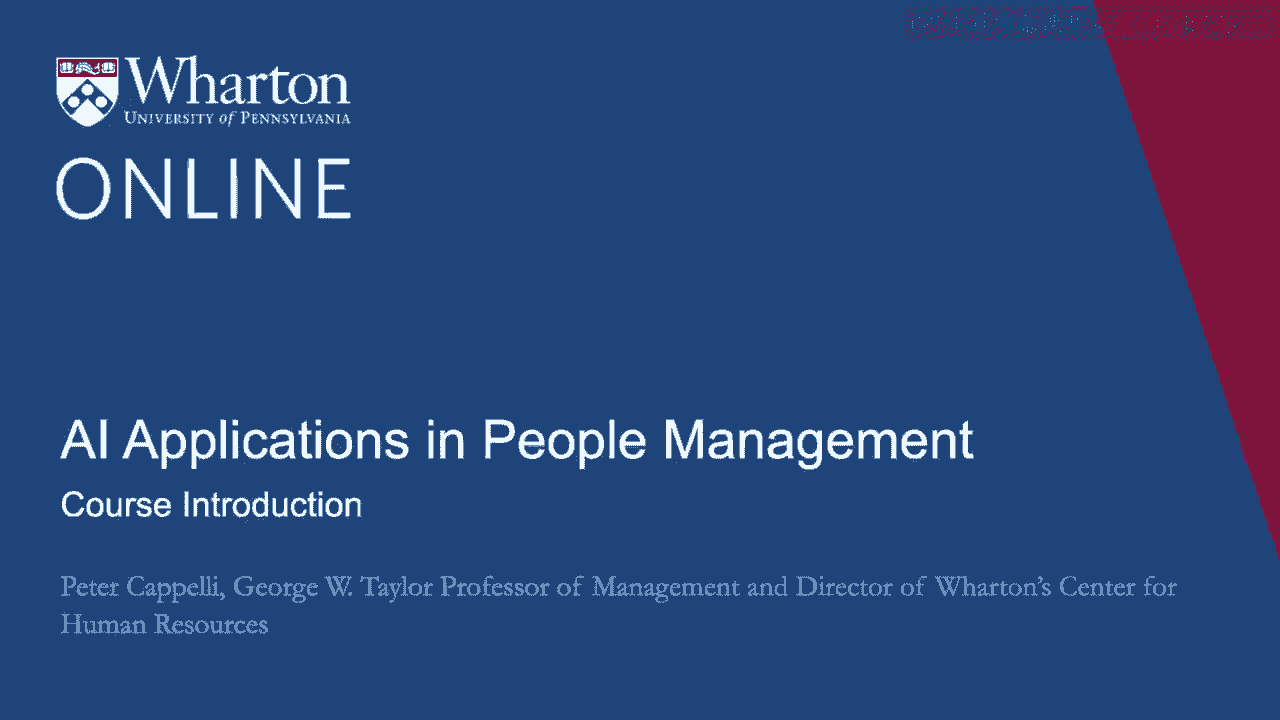 Wharton
UNIVERSITY of PENNSYLVANIA
ONLINE
AI Applications in People Management
Course Introduction
Peter Cappelli, George W. Taylor Professor of Management and Director of Wharton’s Center for
Human Resources